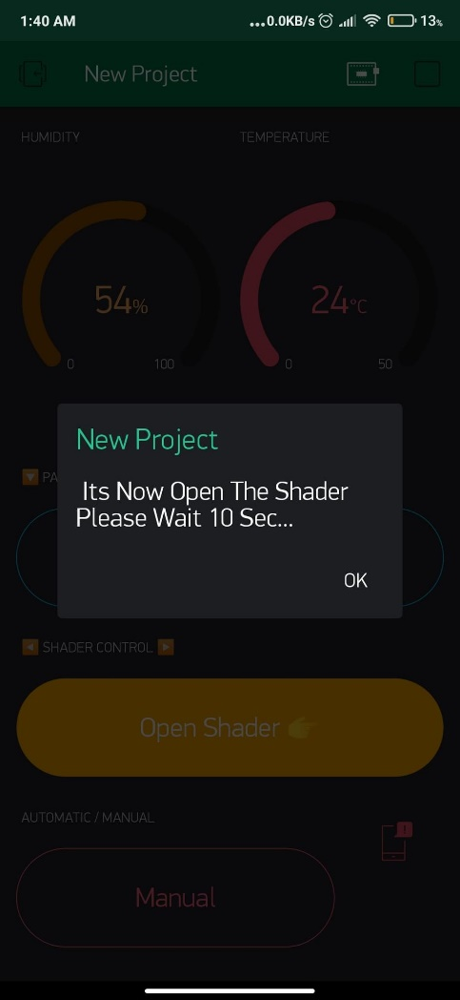 1:40 AM ...0.0KB/s 13%
New Project
HUMIDITY TEMPERATURE
54% 24°C
0 100 0 50
New Project
Its Now Open The Shader
Please Wait 10 Sec...
OK
PA
SHADER CONTROL
Open Shader 👉
AUTOMATIC / MANUAL
Manual